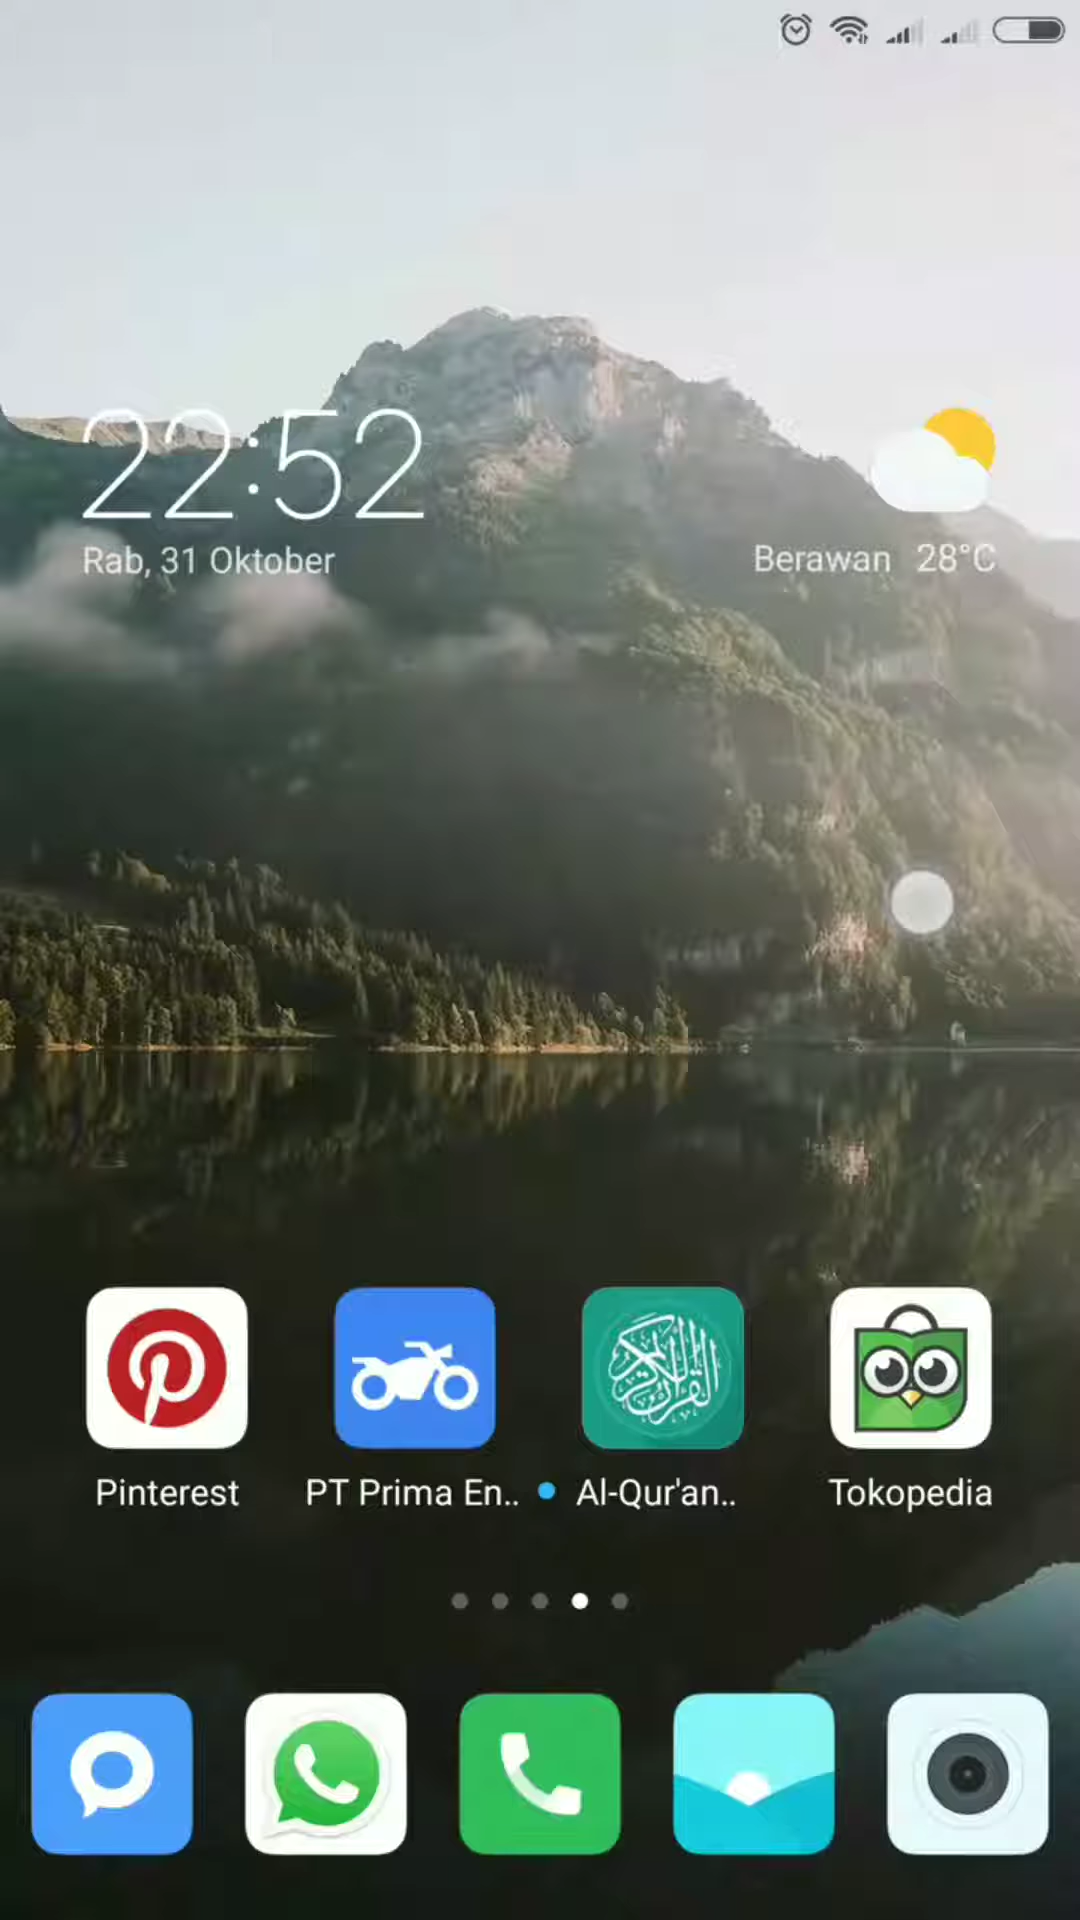 22:52
Rab, 31 Oktober
Berawan 28°C
Pinterest
PT Prima En..
Al-Qur'an..
Tokopedia